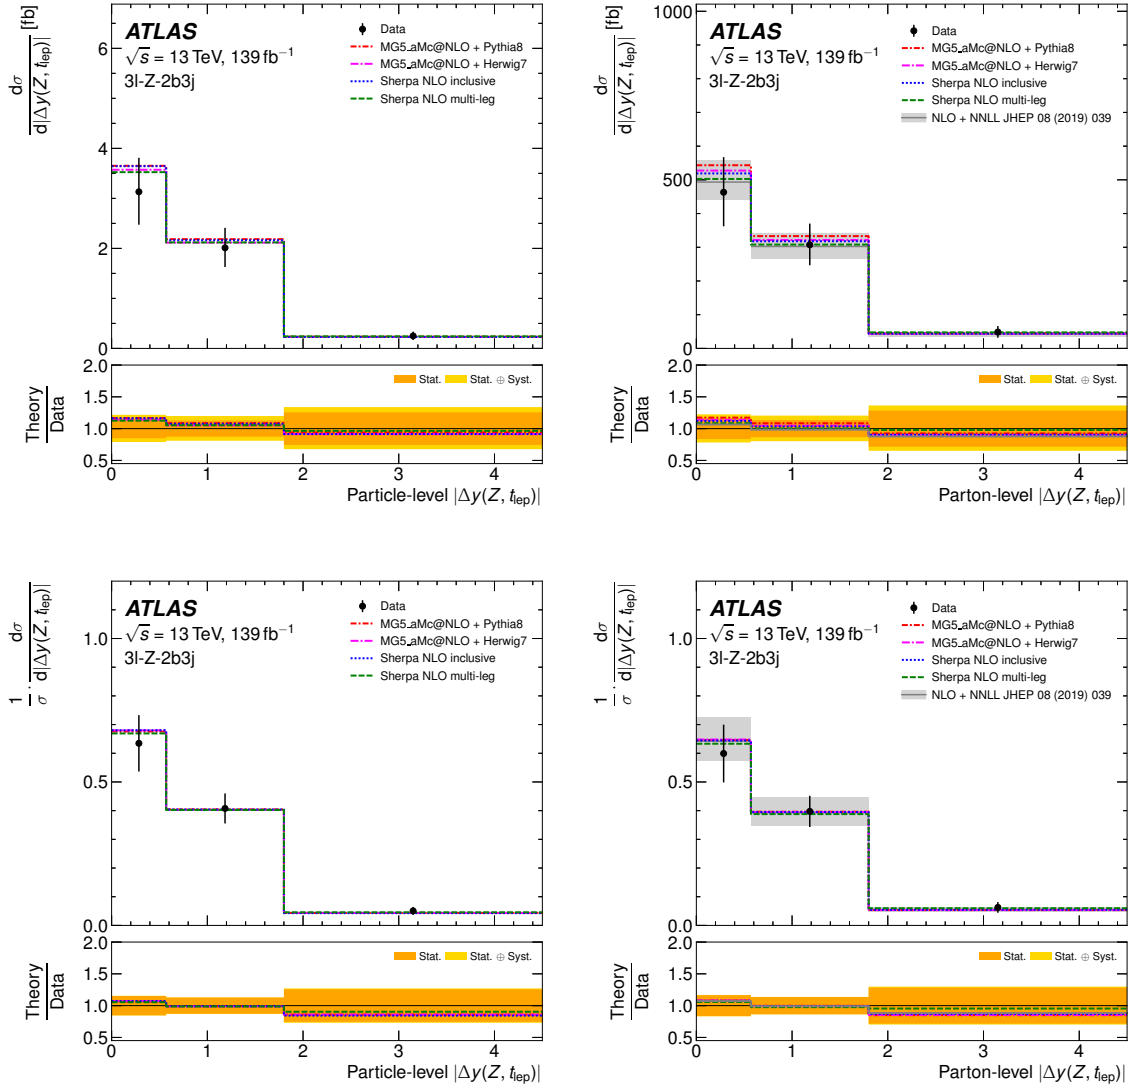 dσ
d|Δy(Z, t_lep)| [fb]
6
4
2
0
ATLAS
√s = 13 TeV, 139 fb⁻¹
3l-Z-2b3j
Data
MG5_aMc@NLO + Pythia8
MG5_aMc@NLO + Herwig7
Sherpa NLO inclusive
Sherpa NLO multi-leg
Theory
Data
2.0
1.5
1.0
0.5
Stat. Stat. ⊕ Syst.
0 1 2 3 4
Particle-level |Δy(Z, t_lep)|
dσ
d|Δy(Z, t_lep)| [fb]
1000
500
0
ATLAS
√s = 13 TeV, 139 fb⁻¹
3l-Z-2b3j
Data
MG5_aMc@NLO + Pythia8
MG5_aMc@NLO + Herwig7
Sherpa NLO inclusive
Sherpa NLO multi-leg
NLO + NNLL JHEP 08 (2019) 039
Theory
Data
2.0
1.5
1.0
0.5
Stat. Stat. ⊕ Syst.
0 1 2 3 4
Parton-level |Δy(Z, t_lep)|
1/σ · dσ
d|Δy(Z, t_lep)|
1.0
0.5
0.0
ATLAS
√s = 13 TeV, 139 fb⁻¹
3l-Z-2b3j
Data
MG5_aMc@NLO + Pythia8
MG5_aMc@NLO + Herwig7
Sherpa NLO inclusive
Sherpa NLO multi-leg
Theory
Data
2.0
1.5
1.0
0.5
Stat. Stat. ⊕ Syst.
0 1 2 3 4
Particle-level |Δy(Z, t_lep)|
1/σ · dσ
d|Δy(Z, t_lep)|
1.0
0.5
0.0
ATLAS
√s = 13 TeV, 139 fb⁻¹
3l-Z-2b3j
Data
MG5_aMc@NLO + Pythia8
MG5_aMc@NLO + Herwig7
Sherpa NLO inclusive
Sherpa NLO multi-leg
NLO + NNLL JHEP 08 (2019) 039
Theory
Data
2.0
1.5
1.0
0.5
Stat. Stat. ⊕ Syst.
0 1 2 3 4
Parton-level |Δy(Z, t_lep)|